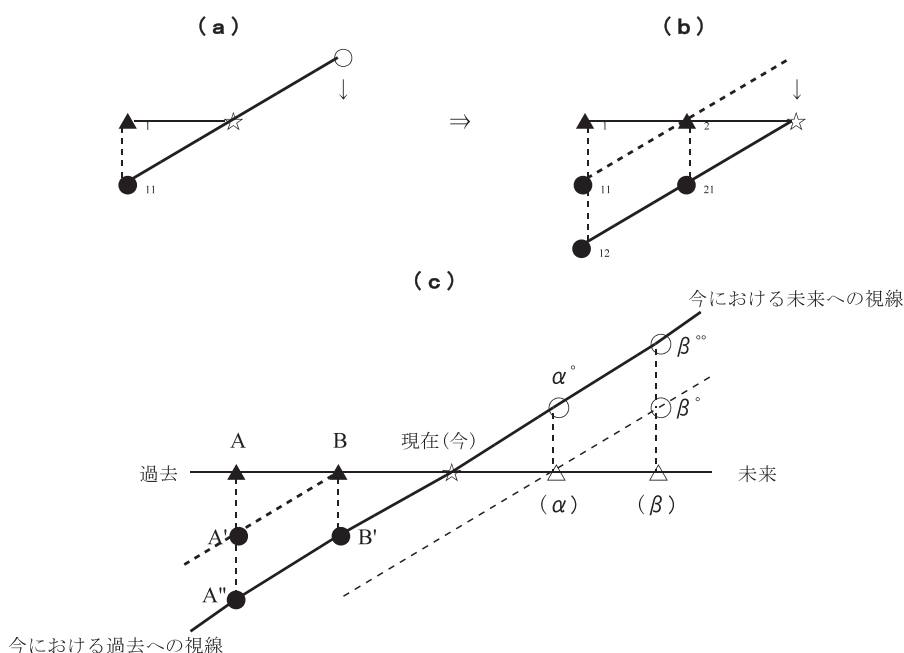 (a)
(b)
1
11
⇒
1
2
11
21
12
(c)
今における未来への視線
β°°
α°
β°
A
B
現在(今)
過去
未来
(α)
(β)
A'
B'
A"
今における過去への視線